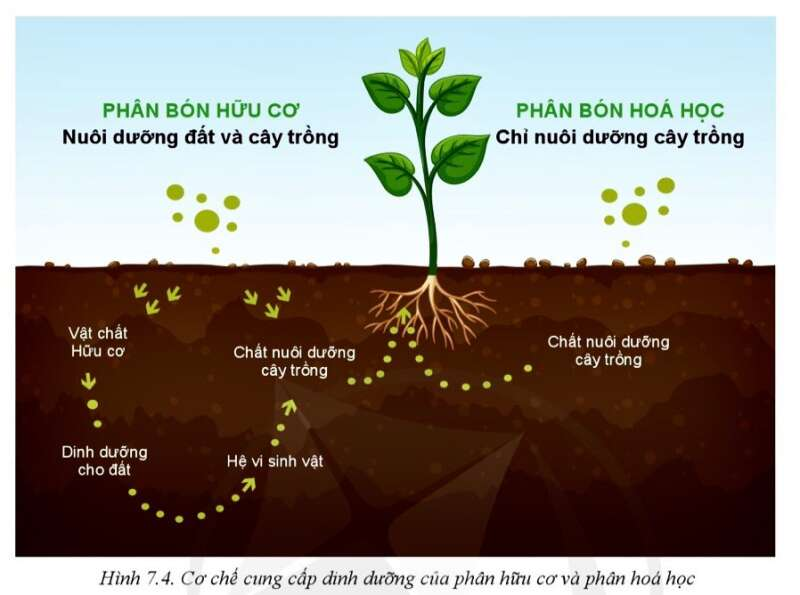 PHÂN BÓN HỮU CƠ
Nuôi dưỡng đất và cây trồng
PHÂN BÓN HOÁ HỌC
Chỉ nuôi dưỡng cây trồng
Vật chất
Hữu cơ
Chất nuôi dưỡng
cây trồng
Chất nuôi dưỡng
cây trồng
Dinh dưỡng
cho đất
Hệ vi sinh vật
Hình 7.4. Cơ chế cung cấp dinh dưỡng của phân hữu cơ và phân hoá học